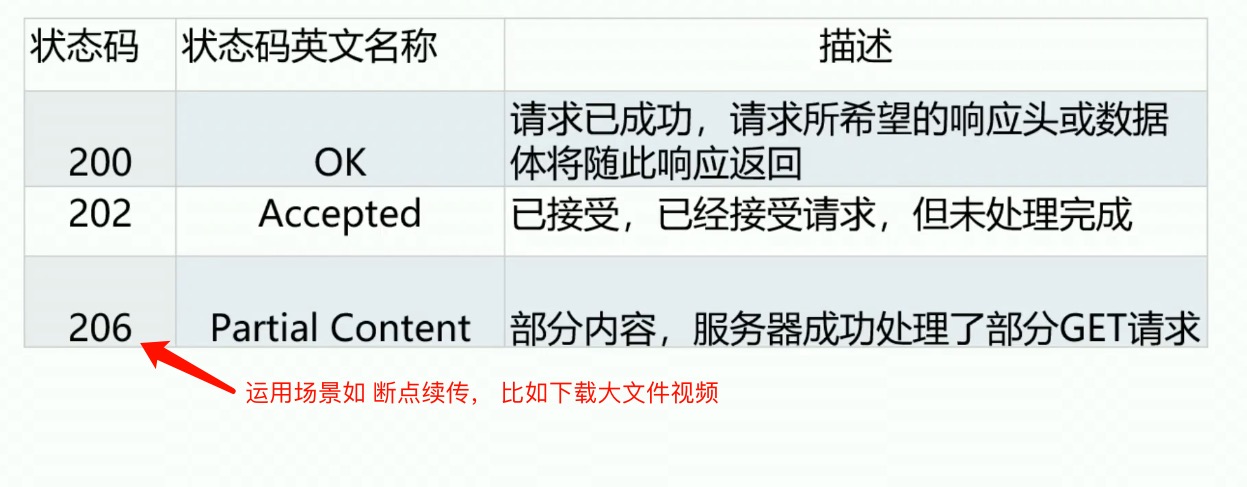 状态码 状态码英文名称 描述
请求已成功，请求所希望的响应头或数据
200 OK 体将随此响应返回
202 Accepted 已接受，已经接受请求，但未处理完成
206 Partial Content 部分内容，服务器成功处理了部分GET请求
运用场景如 断点续传， 比如下载大文件视频